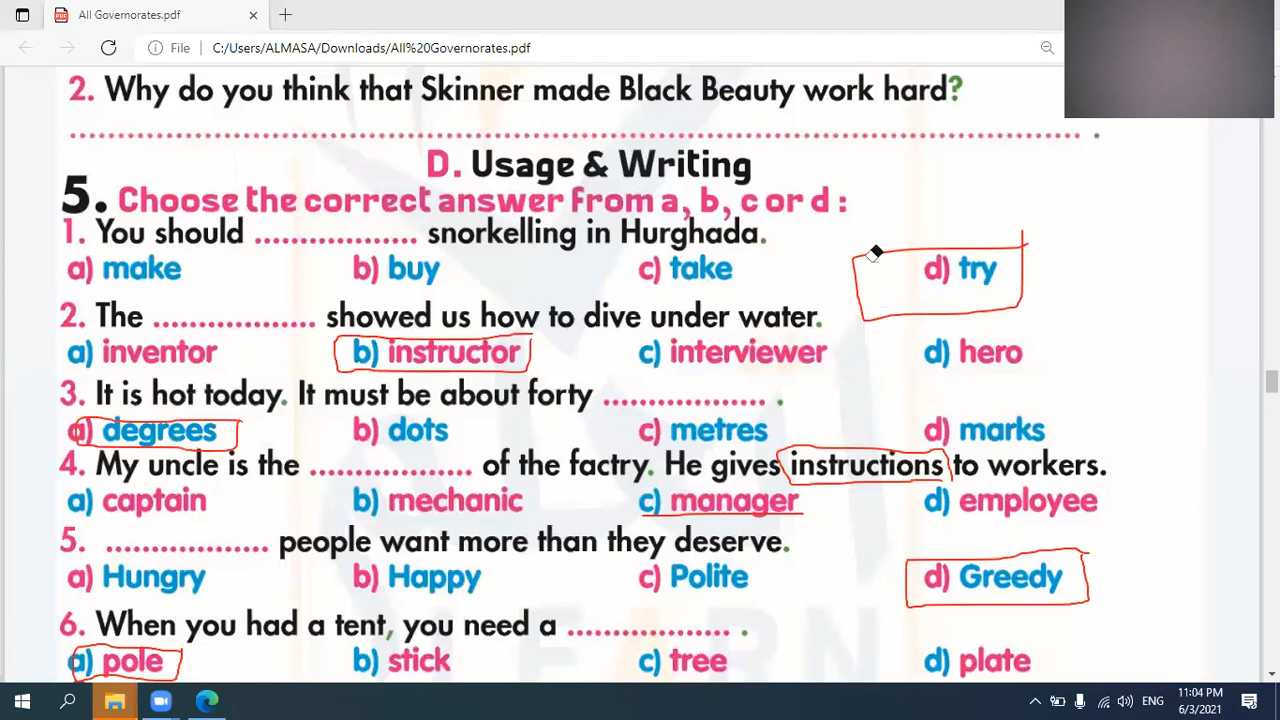 All Governorates.pdf
File C:/Users/ALMASA/Downloads/All%20Governorates.pdf
2. Why do you think that Skinner made Black Beauty work hard?
D. Usage & Writing
5. Choose the correct answer from a, b, c or d :
1. You should .................. snorkelling in Hurghada.
a) make b) buy c) take d) try
2. The .................. showed us how to dive under water.
a) inventor b) instructor c) interviewer d) hero
3. It is hot today. It must be about forty .................. .
a) degrees b) dots c) metres d) marks
4. My uncle is the .................. of the factry. He gives instructions to workers.
a) captain b) mechanic c) manager d) employee
5. .................. people want more than they deserve.
a) Hungry b) Happy c) Polite d) Greedy
6. When you had a tent, you need a .................. .
a) pole b) stick c) tree d) plate
LEARN
ENG
11:04 PM
6/3/2021